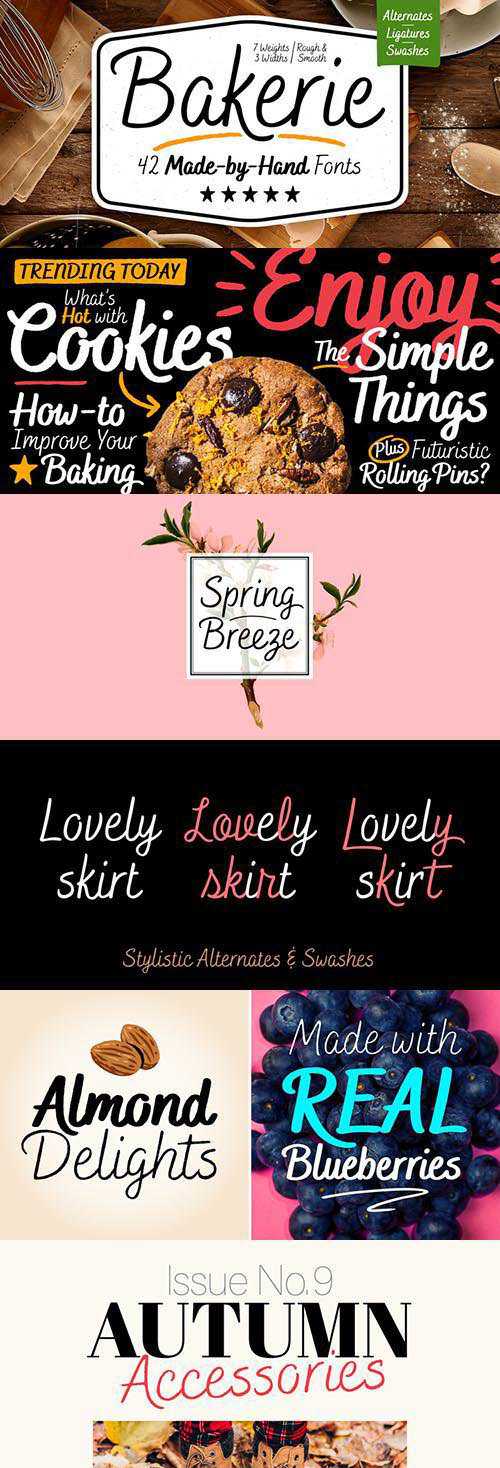 Alternates
Ligatures
Swashes
7 Weights | Rough &
3 Widths | Smooth
Bakerie
42 Made-by-Hand Fonts
TRENDING TODAY
What's
Hot with
Cookies
How-to
Improve Your
Baking
Enjoy
The Simple
Things
Plus Futuristic
Rolling Pins?
Spring
Breeze
Lovely
skirt
Lovely
skirt
Lovely
skirt
Stylistic Alternates & Swashes
Almond
Delights
Made with
REAL
Blueberries
Issue No.9
AUTUMN
Accessories